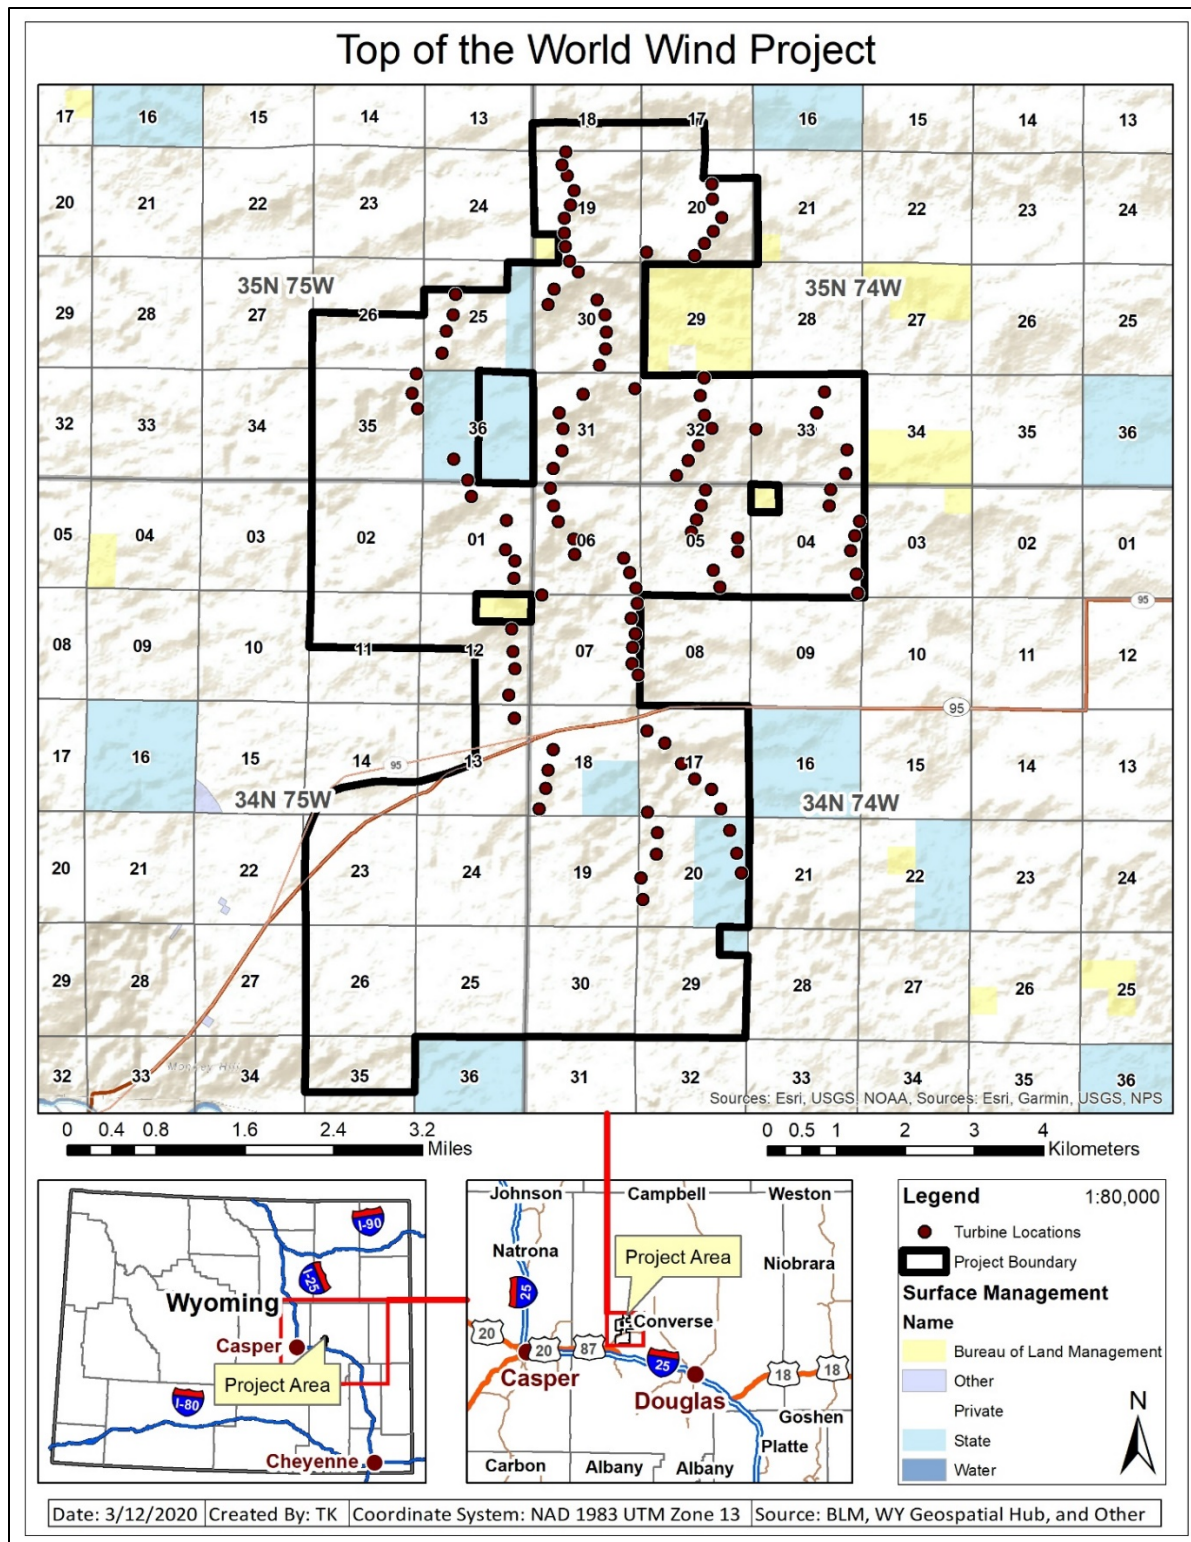 Top of the World Wind Project
17 16 15 14 13 18 17 16 15 14 13
20 21 22 23 24 19 20 21 22 23 24
35N 75W 35N 74W
29 28 27 26 25 30 29 28 27 26 25
32 33 34 35 36 31 32 33 34 35 36
05 04 03 02 01 06 05 04 03 02 01
95
08 09 10 11 12 07 08 09 10 11 12
95
17 16 15 14 95 13 18 17 16 15 14 13
34N 75W 34N 74W
20 21 22 23 24 19 20 21 22 23 24
29 28 27 26 25 30 29 28 27 26 25
32 33 34 35 36 31 32 33 34 35 36
Sources: Esri, USGS, NOAA, Sources: Esri, Garmin, USGS, NPS
0 0.4 0.8 1.6 2.4 3.2
Miles
0 0.5 1 2 3 4
Kilometers
I-90
I-25
Wyoming
Casper
Project Area
I-80
Cheyenne
Johnson Campbell Weston
Natrona
Project Area
Niobrara
25
Converse
20 20 87
25
Casper
18 18
Douglas
Goshen
Platte
Carbon Albany Albany
Legend 1:80,000
Turbine Locations
Project Boundary
Surface Management
Name
Bureau of Land Management
Other
Private
State
Water
N
Date: 3/12/2020 Created By: TK Coordinate System: NAD 1983 UTM Zone 13 Source: BLM, WY Geospatial Hub, and Other